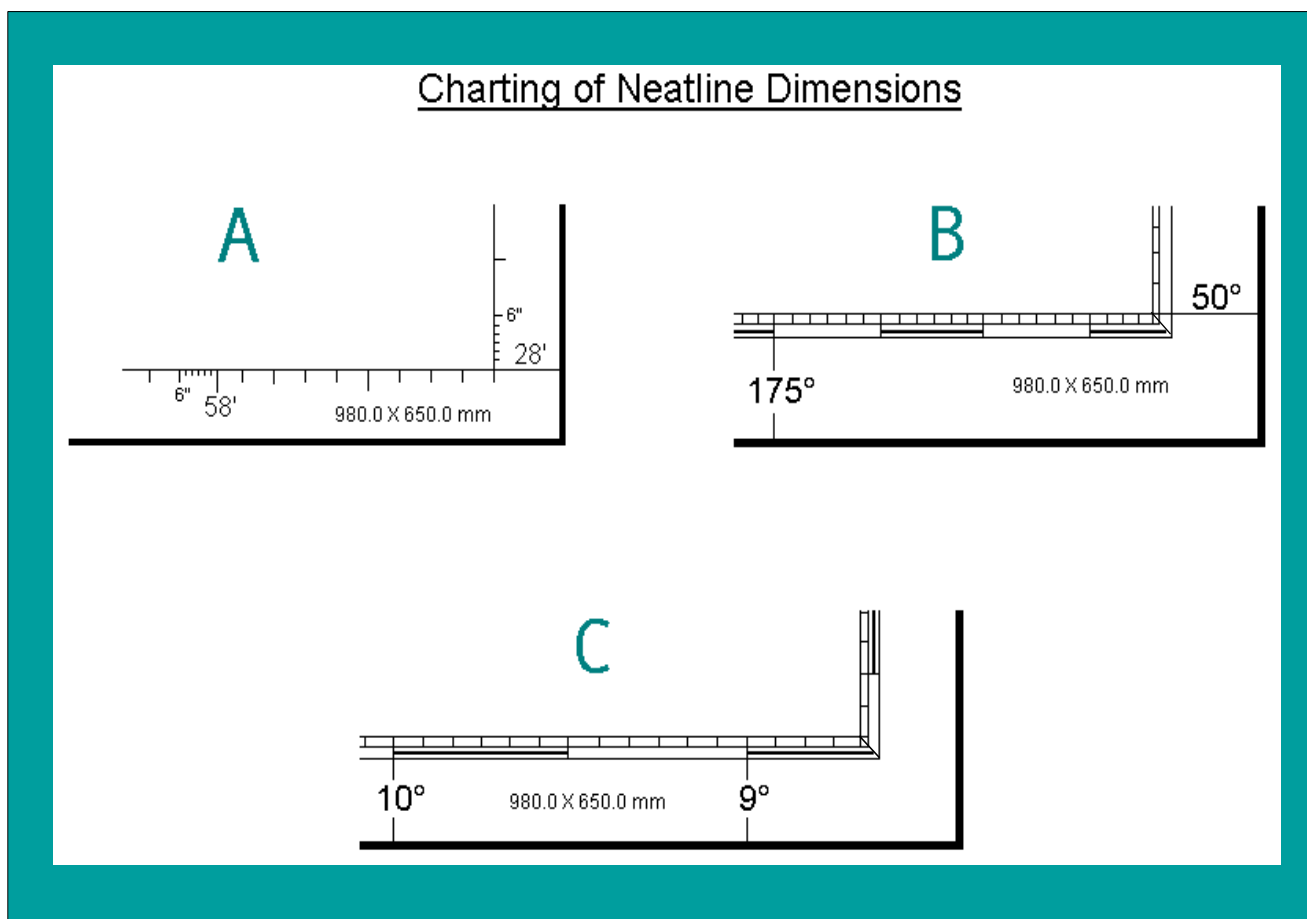 Charting of Neatline Dimensions
A
6"
28'
6"
58'
980.0 X 650.0 mm
B
50°
175°
980.0 X 650.0 mm
C
10°
980.0 X 650.0 mm
9°